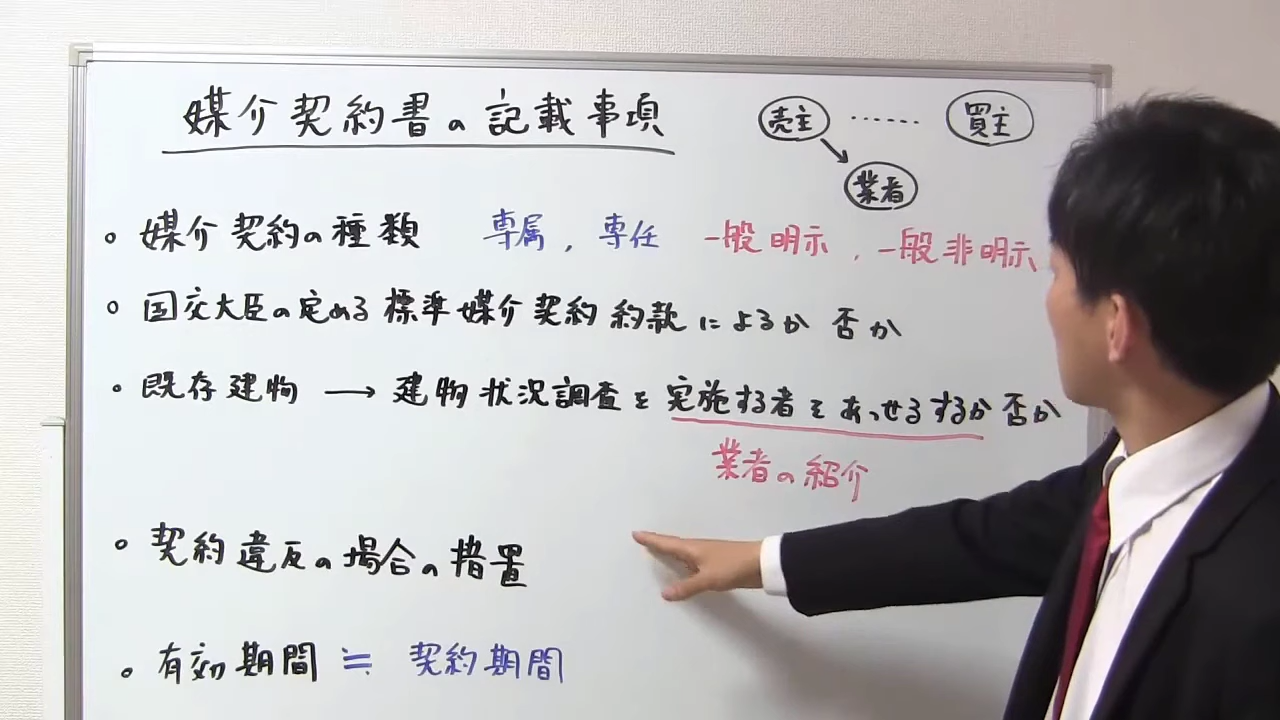 媒介契約書の記載事項
売主 ‥‥‥ 買主
業者
○ 媒介契約の種類 専属, 専任 一般明示, 一般非明示
○ 国交大臣の定める標準媒介契約約款によるか否か
○ 既存建物 → 建物状況調査を実施する者をあっせるするか否か
業者の紹介
○ 契約違反の場合の措置
○ 有効期間 ≒ 契約期間